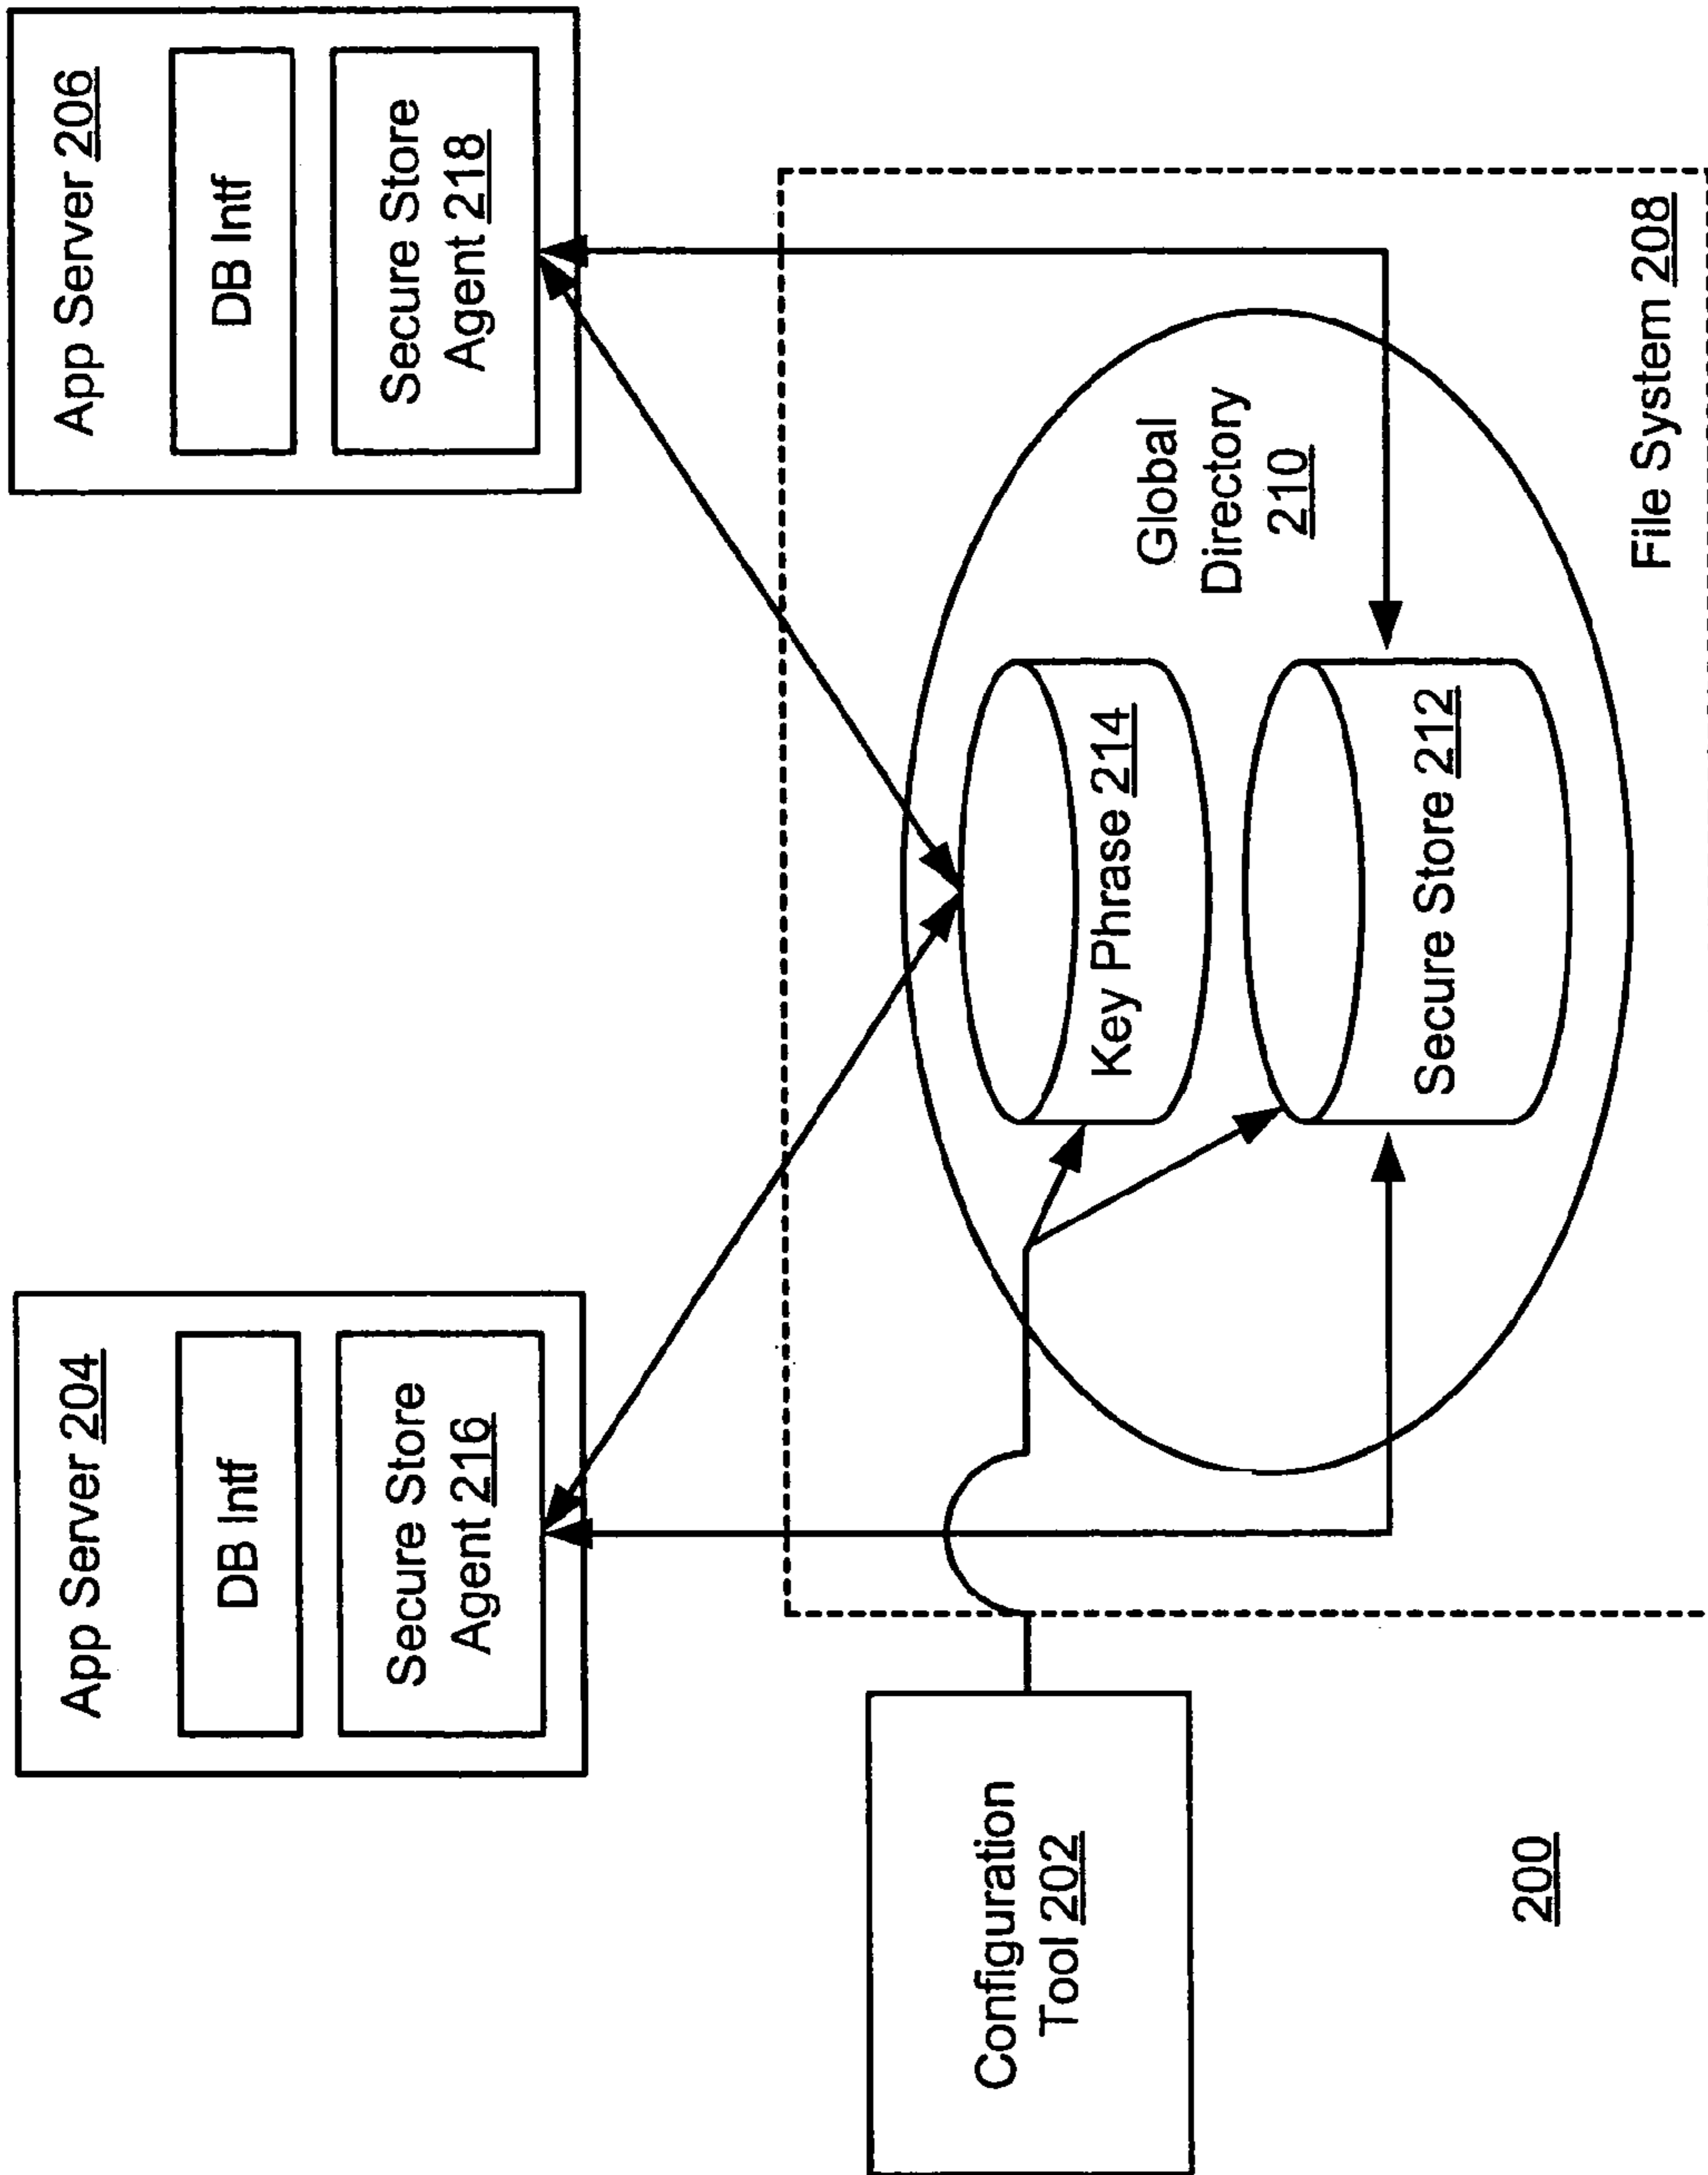 App Server 204
DB Intf
Secure Store
Agent 216
App Server 206
DB Intf
Secure Store
Agent 218
Configuration
Tool 202
Key Phrase 214
Secure Store 212
Global
Directory
210
File System 208
200